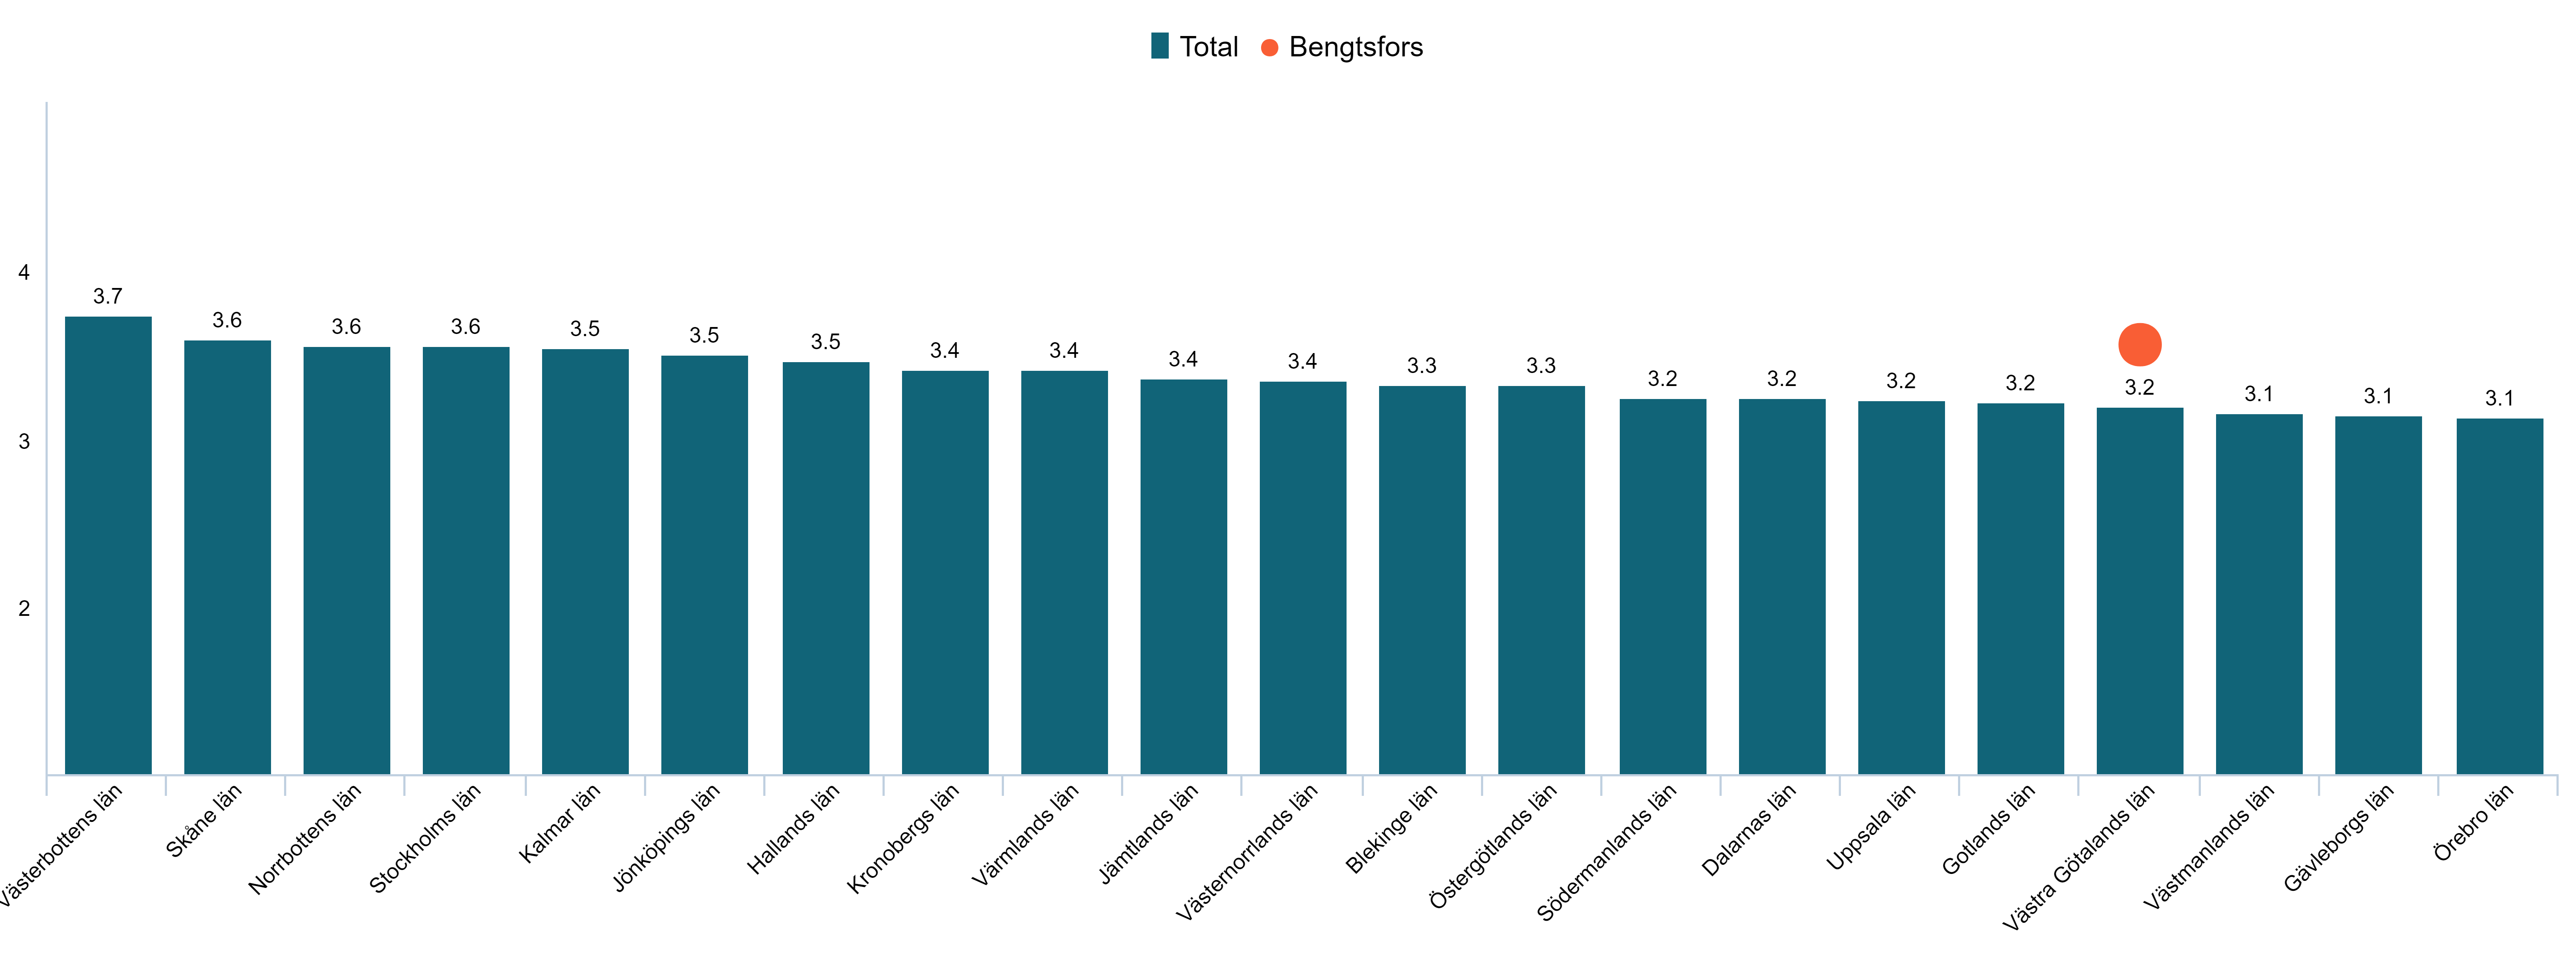 Total Bengtsfors
4
3
2
3.7
3.6
3.6
3.6
3.5
3.5
3.5
3.4
3.4
3.4
3.4
3.3
3.3
3.2
3.2
3.2
3.2
3.2
3.1
3.1
3.1
Västerbottens län
Skåne län
Norrbottens län
Stockholms län
Kalmar län
Jönköpings län
Hallands län
Kronobergs län
Värmlands län
Jämtlands län
Västernorrlands län
Blekinge län
Östergötlands län
Södermanlands län
Dalarnas län
Uppsala län
Gotlands län
Västra Götalands län
Västmanlands län
Gävleborgs län
Örebro län